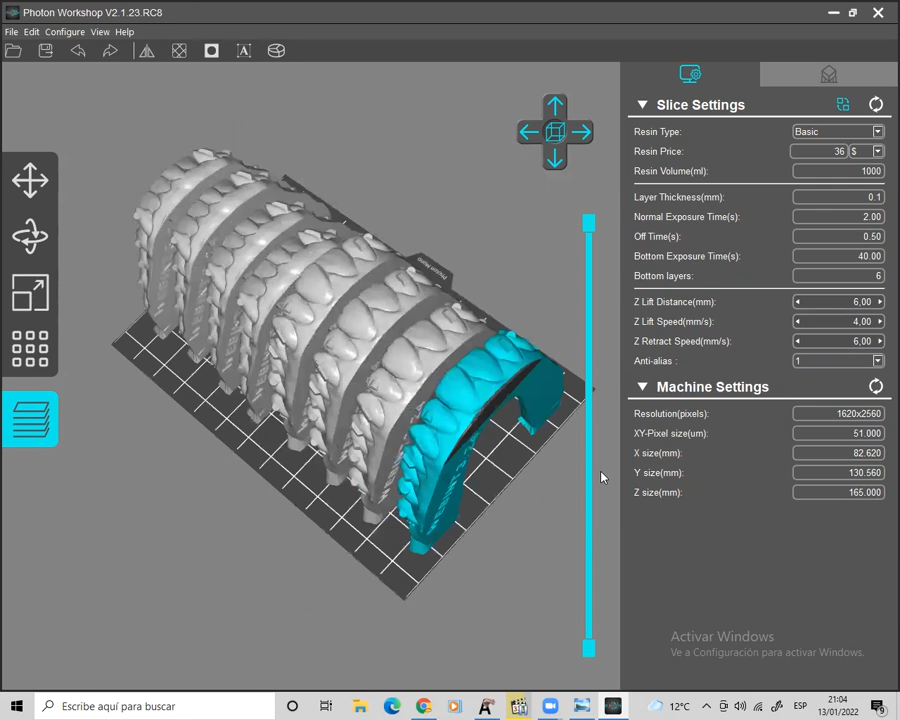 Photon Workshop V2.1.23.RC8
File Edit Configure View Help
Slice Settings
Resin Type: Basic
Resin Price: 36 $
Resin Volume(ml): 1000
Layer Thickness(mm): 0.1
Normal Exposure Time(s): 2.00
Off Time(s): 0.50
Bottom Exposure Time(s): 40.00
Bottom layers: 6
Z Lift Distance(mm): 6,00
Z Lift Speed(mm/s): 4,00
Z Retract Speed(mm/s): 6,00
Anti-alias : 1
Machine Settings
Resolution(pixels): 1620x2560
XY-Pixel size(um): 51.000
X size(mm): 82.620
Y size(mm): 130.560
Z size(mm): 165.000
Photon Mono
Activar Windows
Ve a Configuración para activar Windows.
Escribe aquí para buscar
12°C
ESP
21:04
13/01/2022
9